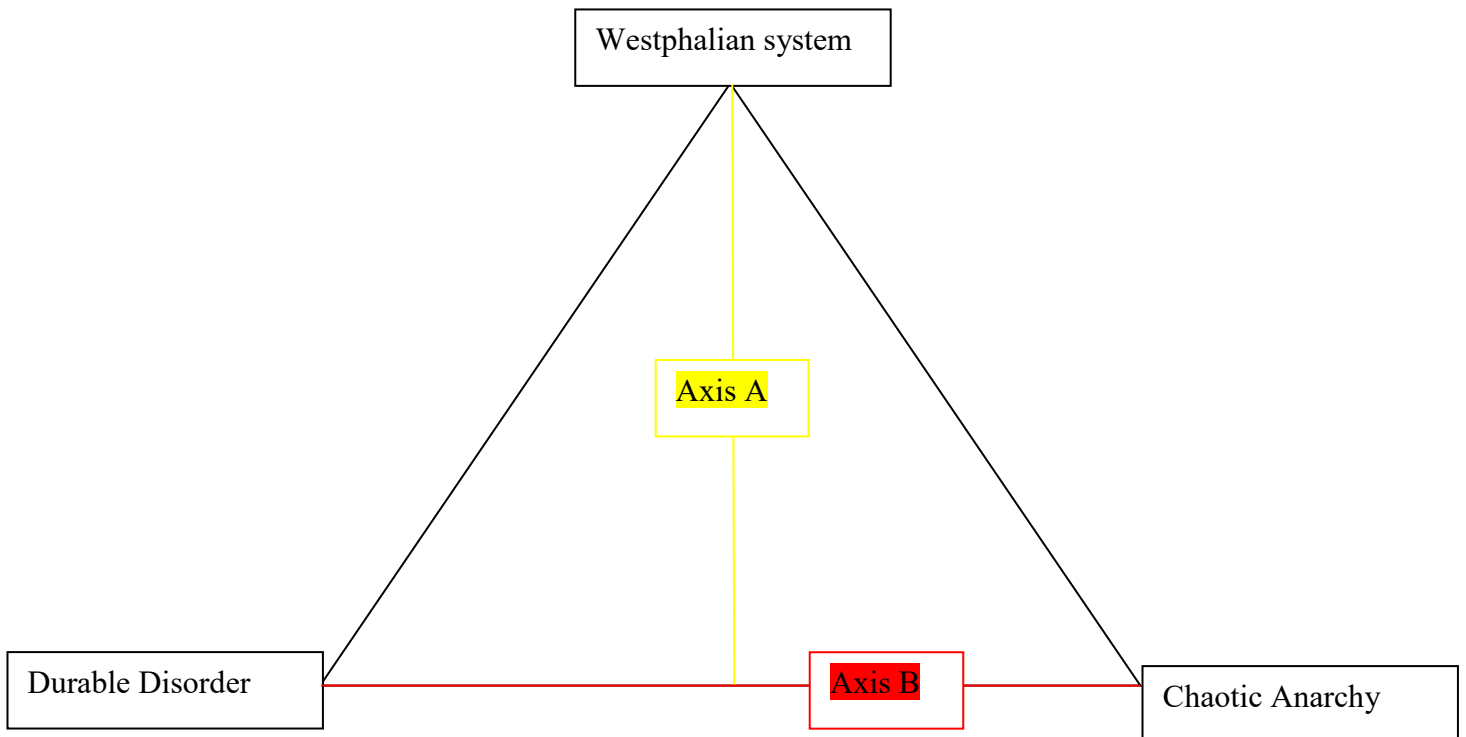 Westphalian system
Axis A
Durable Disorder
Axis B
Chaotic Anarchy